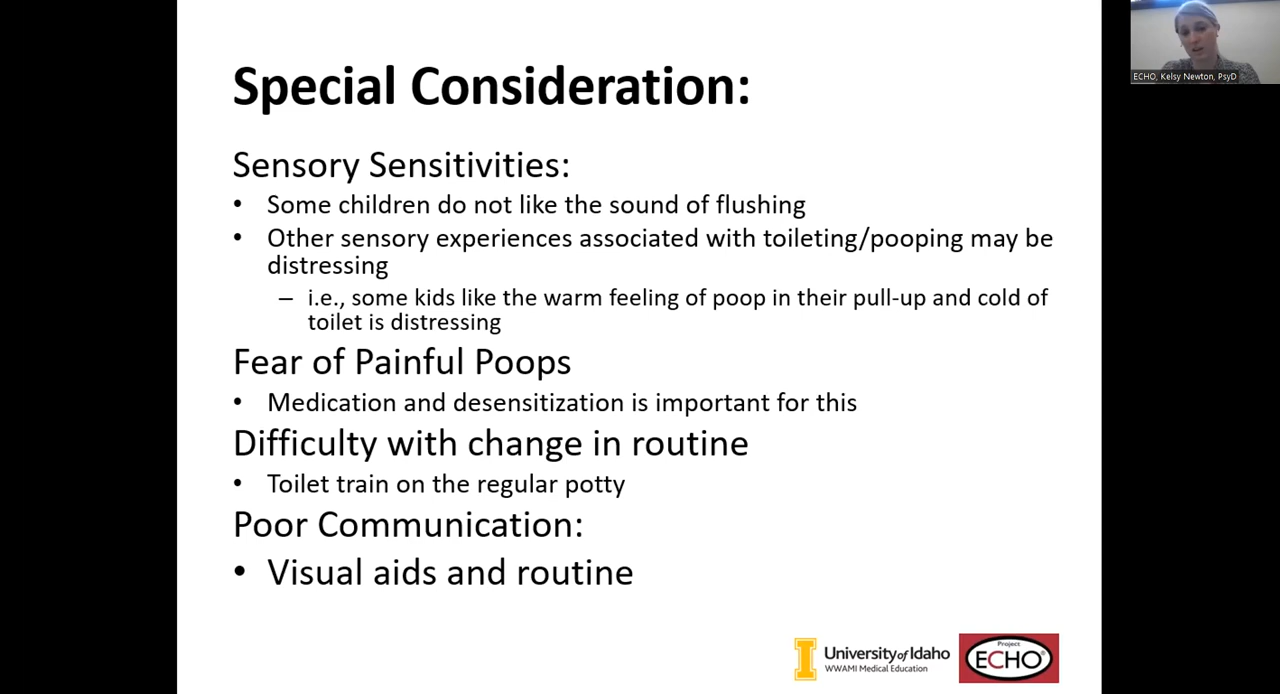 ECHO, Kelsy Newton, PsyD
Special Consideration:
Sensory Sensitivities:
• Some children do not like the sound of flushing
• Other sensory experiences associated with toileting/pooping may be
distressing
– i.e., some kids like the warm feeling of poop in their pull-up and cold of
toilet is distressing
Fear of Painful Poops
• Medication and desensitization is important for this
Difficulty with change in routine
• Toilet train on the regular potty
Poor Communication:
• Visual aids and routine
I
University of Idaho
WWAMI Medical Education
Project
ECHO®